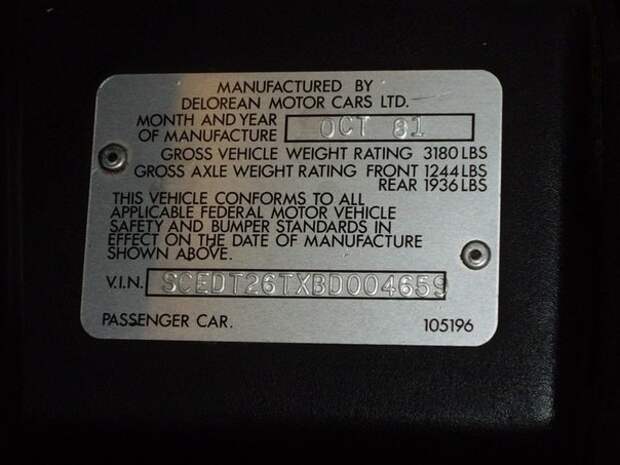 MANUFACTURED BY
DELOREAN MOTOR CARS LTD.
MONTH AND YEAR
OF MANUFACTURE OCT 81
GROSS VEHICLE WEIGHT RATING 3180 LBS
GROSS AXLE WEIGHT RATING FRONT 1244 LBS
REAR 1936 LBS
THIS VEHICLE CONFORMS TO ALL
APPLICABLE FEDERAL MOTOR VEHICLE
SAFETY AND BUMPER STANDARDS IN
EFFECT ON THE DATE OF MANUFACTURE
SHOWN ABOVE.
V.I.N. SCEDT26TXBD004659
PASSENGER CAR. 105196